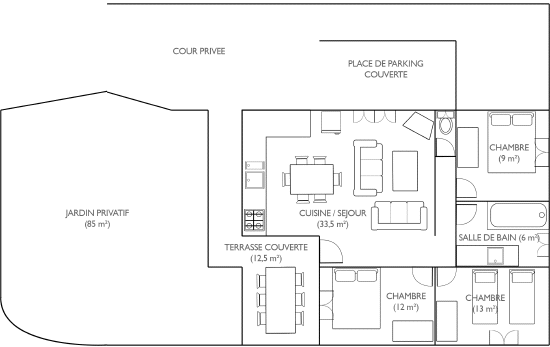 COUR PRIVEE
PLACE DE PARKING
COUVERTE
CHAMBRE
(9 m²)
JARDIN PRIVATIF
(85 m²)
CUISINE / SEJOUR
(33,5 m²)
SALLE DE BAIN (6 m²)
TERRASSE COUVERTE
(12,5 m²)
CHAMBRE
(12 m²)
CHAMBRE
(13 m²)